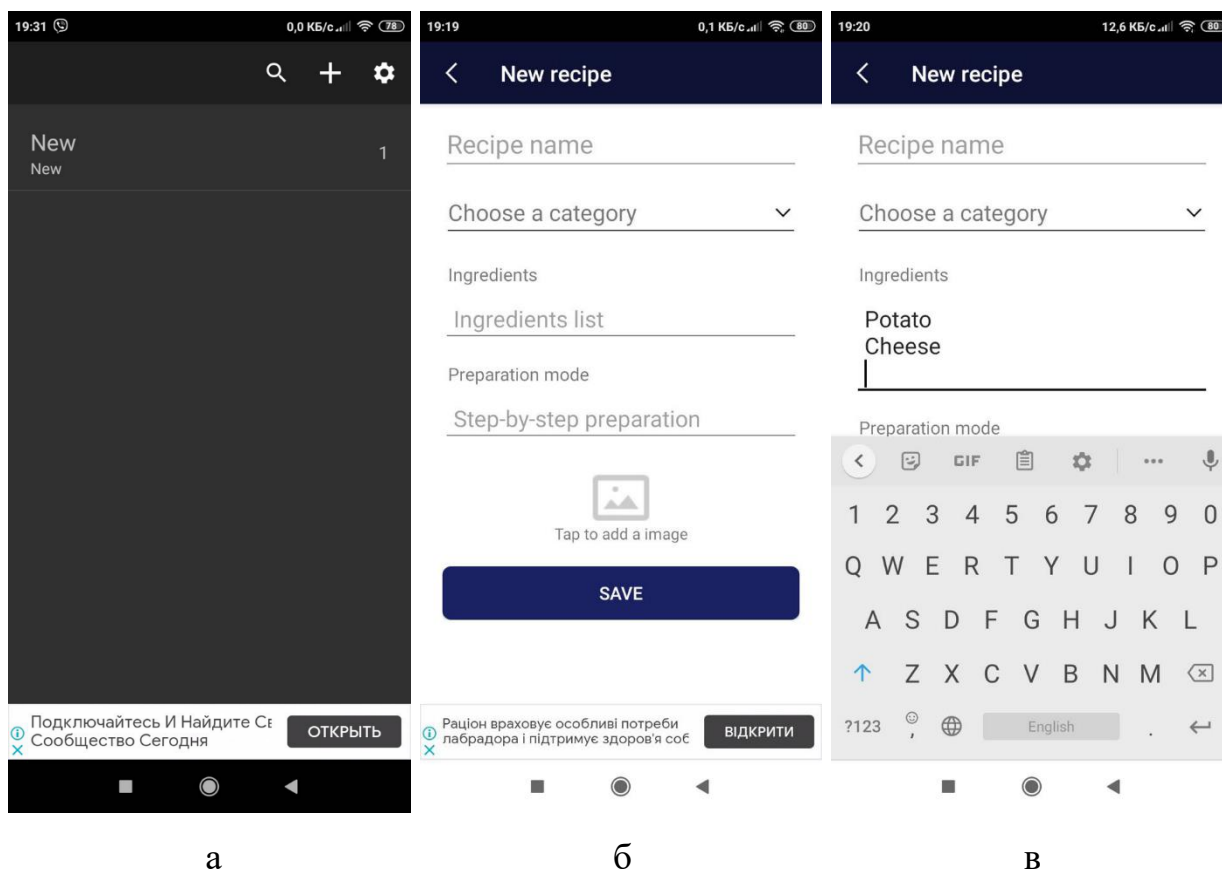 19:31
0,0 КБ/с
78
New
New
1
Подключайтесь И Найдите Св
Сообщество Сегодня
ОТКРЫТЬ
а
19:19
0,1 КБ/с
80
New recipe
Recipe name
Choose a category
Ingredients
Ingredients list
Preparation mode
Step-by-step preparation
Tap to add a image
SAVE
Раціон враховує особливі потреби
лабрадора і підтримує здоров'я соб
ВІДКРИТИ
б
19:20
12,6 КБ/с
80
New recipe
Recipe name
Choose a category
Ingredients
Potato
Cheese
Preparation mode
GIF
1 2 3 4 5 6 7 8 9 0
Q W E R T Y U I O P
A S D F G H J K L
Z X C V B N M
?123 , English .
в